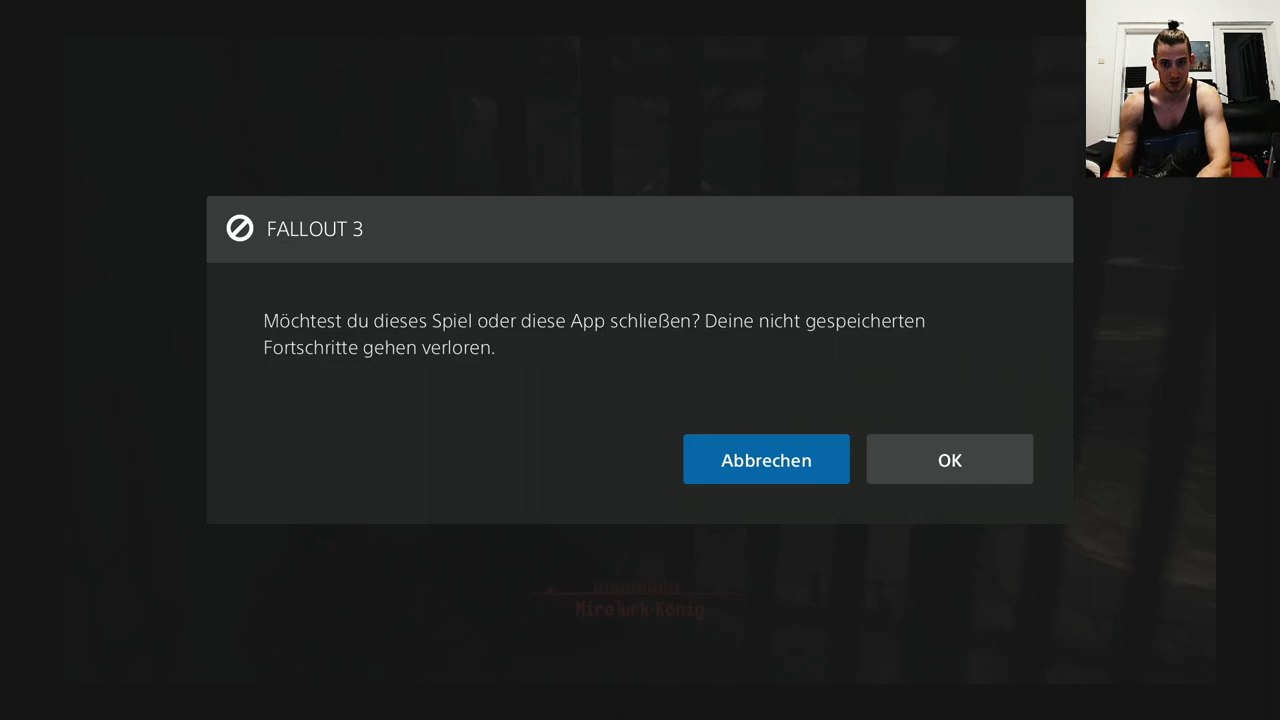 FALLOUT 3
Möchtest du dieses Spiel oder diese App schließen? Deine nicht gespeicherten
Fortschritte gehen verloren.
Abbrechen
OK
Mirelurk-König